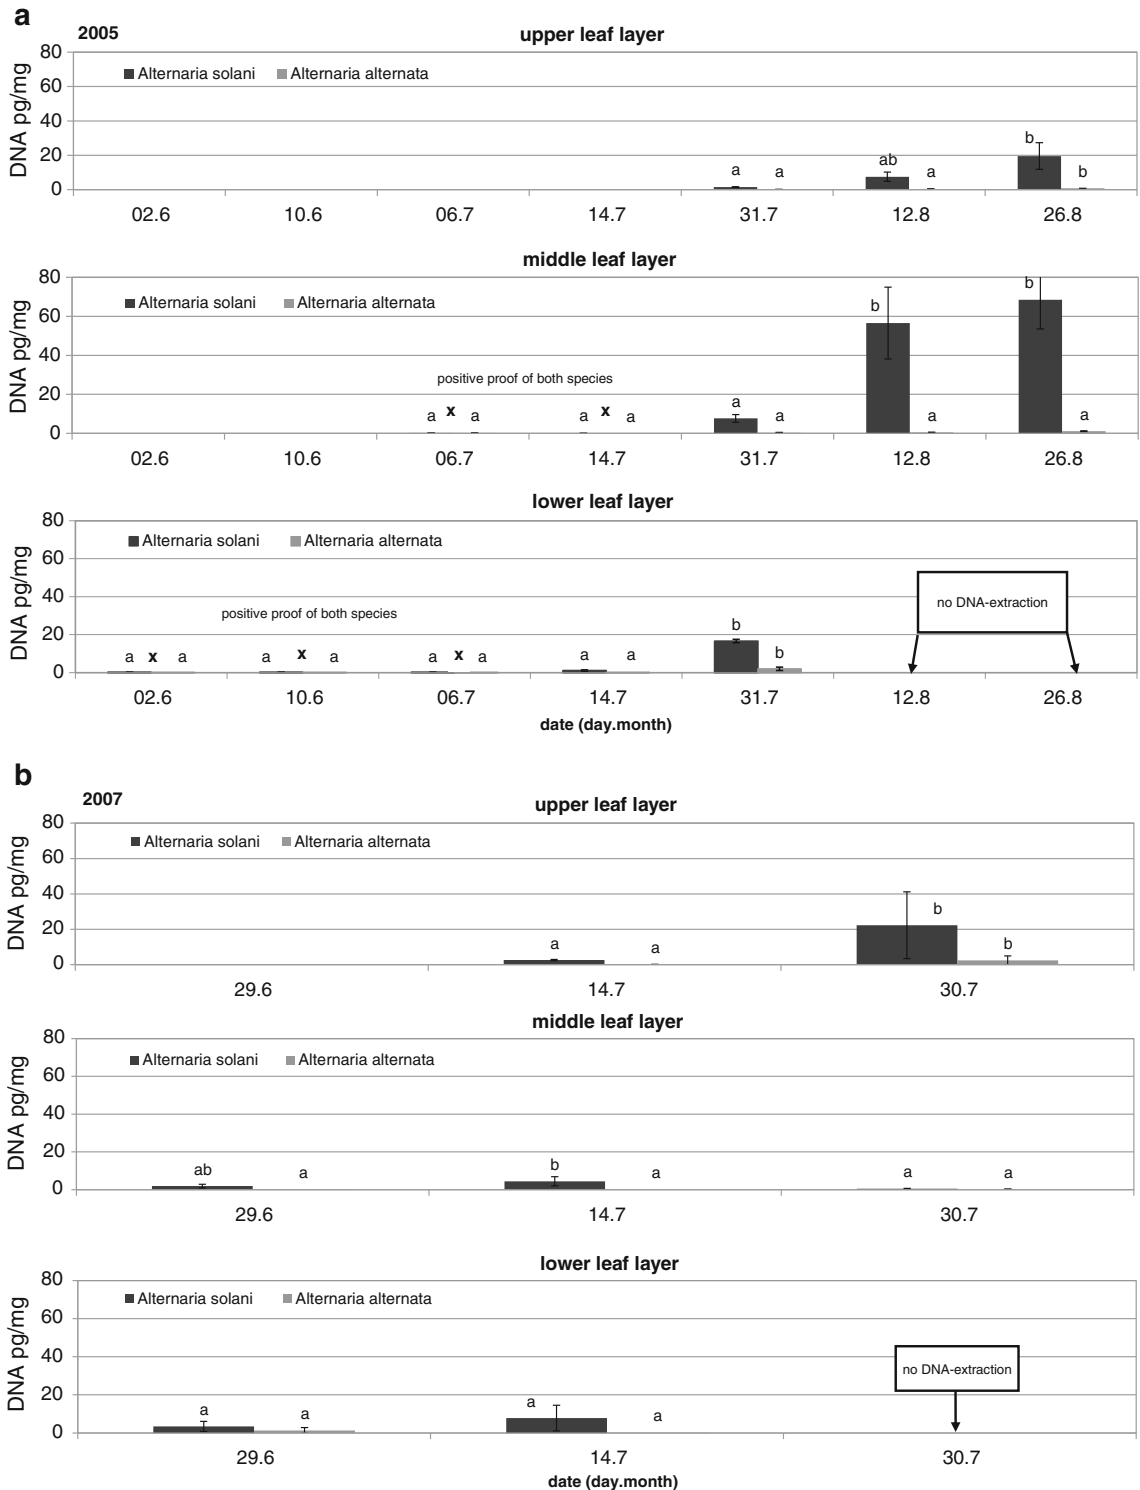 a
2005
upper leaf layer
DNA pg/mg
80
60
40
20
0
Alternaria solani Alternaria alternata
a a ab a b b
02.6 10.6 06.7 14.7 31.7 12.8 26.8
middle leaf layer
DNA pg/mg
80
60
40
20
0
Alternaria solani Alternaria alternata
positive proof of both species
a x a a x a a a b a b a
02.6 10.6 06.7 14.7 31.7 12.8 26.8
lower leaf layer
DNA pg/mg
80
60
40
20
0
Alternaria solani Alternaria alternata
positive proof of both species
no DNA-extraction
a x a a x a a x a a a b b
02.6 10.6 06.7 14.7 31.7 12.8 26.8
date (day.month)
b
2007
upper leaf layer
DNA pg/mg
80
60
40
20
0
Alternaria solani Alternaria alternata
a a b b
29.6 14.7 30.7
middle leaf layer
DNA pg/mg
80
60
40
20
0
Alternaria solani Alternaria alternata
ab a b a a a
29.6 14.7 30.7
lower leaf layer
DNA pg/mg
80
60
40
20
0
Alternaria solani Alternaria alternata
no DNA-extraction
a a a a
29.6 14.7 30.7
date (day.month)